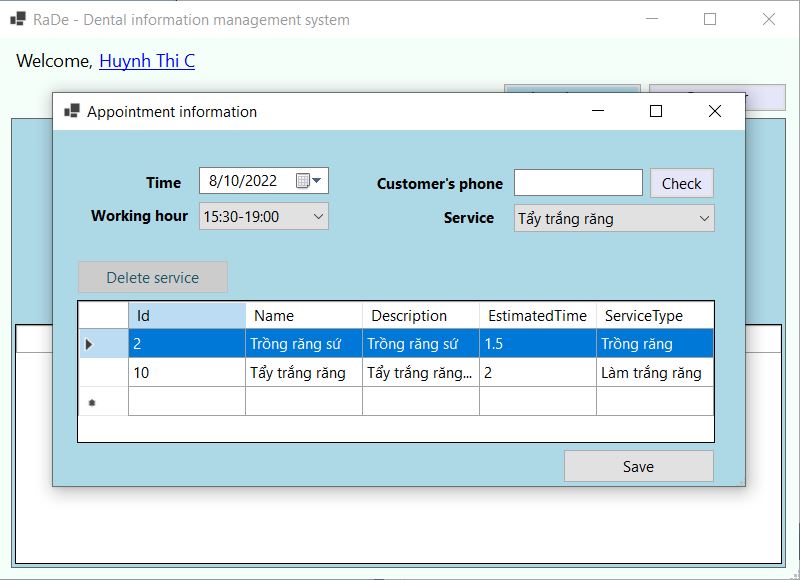 RaDe - Dental information management system
Welcome, Huynh Thi C
Appointment information
Time 8/10/2022 Customer's phone Check
Working hour 15:30-19:00 Service Tẩy trắng răng
Delete service
Id Name Description EstimatedTime ServiceType
2 Trồng răng sứ Trồng răng sứ 1.5 Trồng răng
10 Tẩy trắng răng Tẩy trắng răng... 2 Làm trắng răng
Save